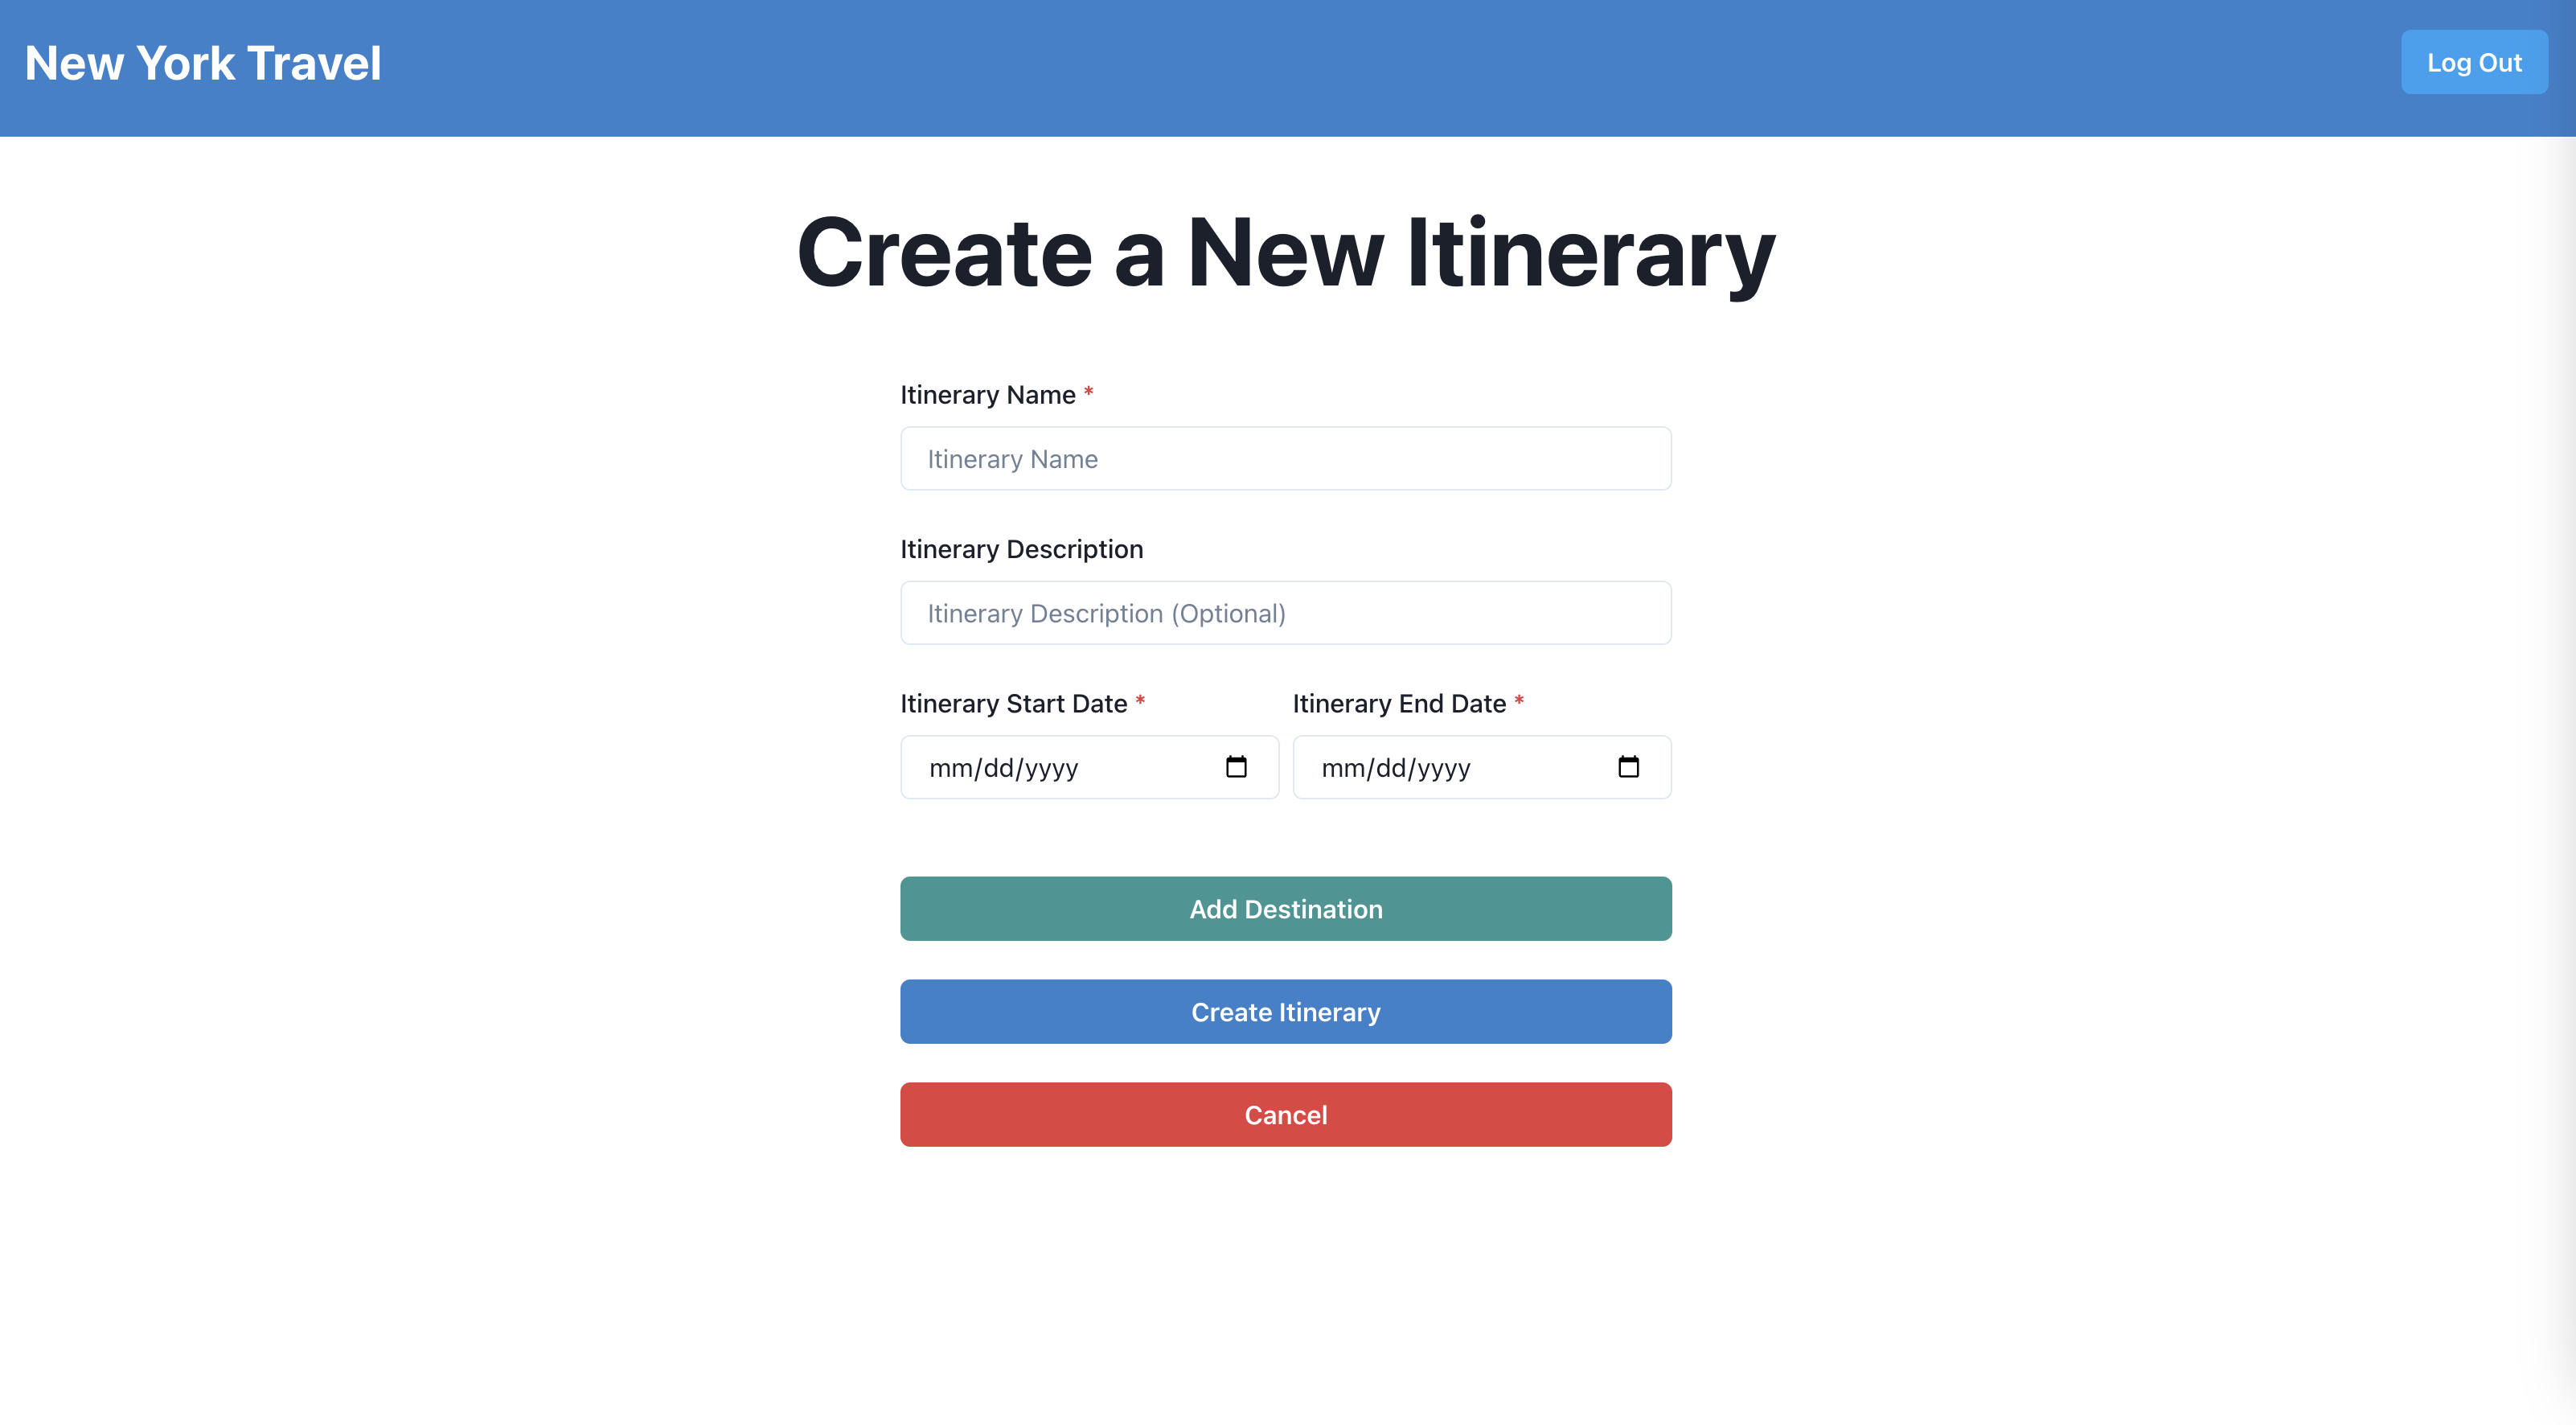 New York Travel
Log Out
Create a New Itinerary
Itinerary Name *
Itinerary Name
Itinerary Description
Itinerary Description (Optional)
Itinerary Start Date *
Itinerary End Date *
mm/dd/yyyy
mm/dd/yyyy
Add Destination
Create Itinerary
Cancel